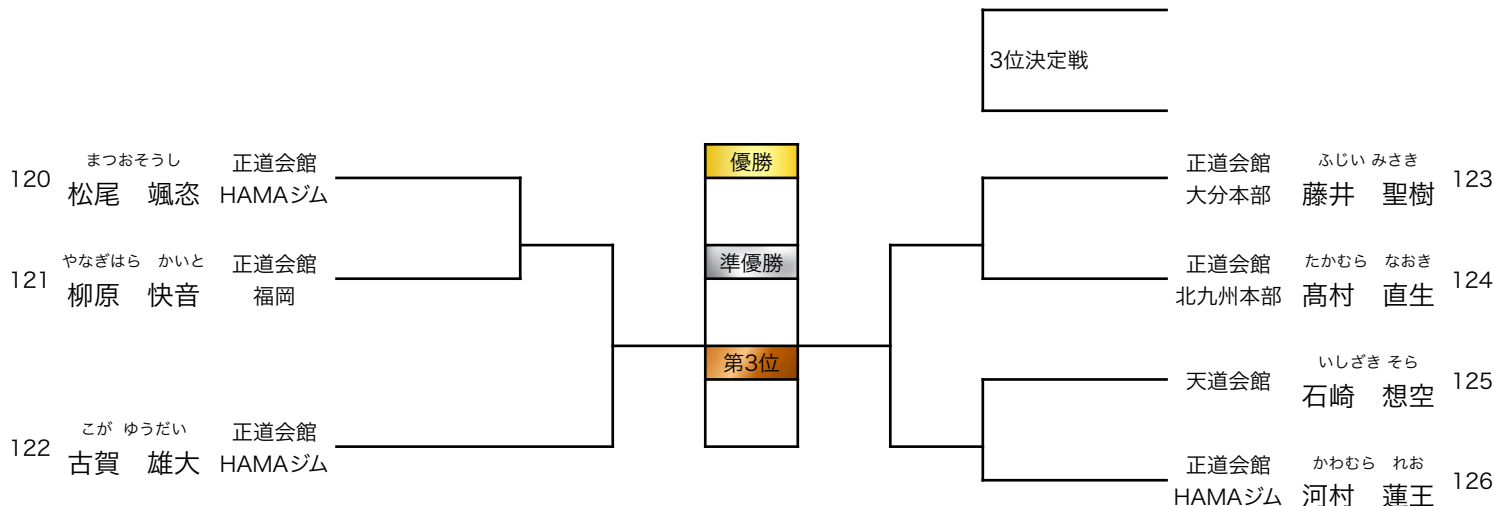 3位決定戦
120
まつおそうし
松尾　颯恣
正道会館
HAMAジム
121
やなぎはら　かいと
柳原　快音
正道会館
福岡
122
こが ゆうだい
古賀　雄大
正道会館
HAMAジム
優勝
準優勝
第3位
正道会館
大分本部
ふじい みさき
藤井　聖樹
123
正道会館
北九州本部
たかむら　なおき
髙村　直生
124
天道会館
いしざき そら
石崎　想空
125
正道会館
HAMAジム
かわむら　れお
河村　蓮王
126